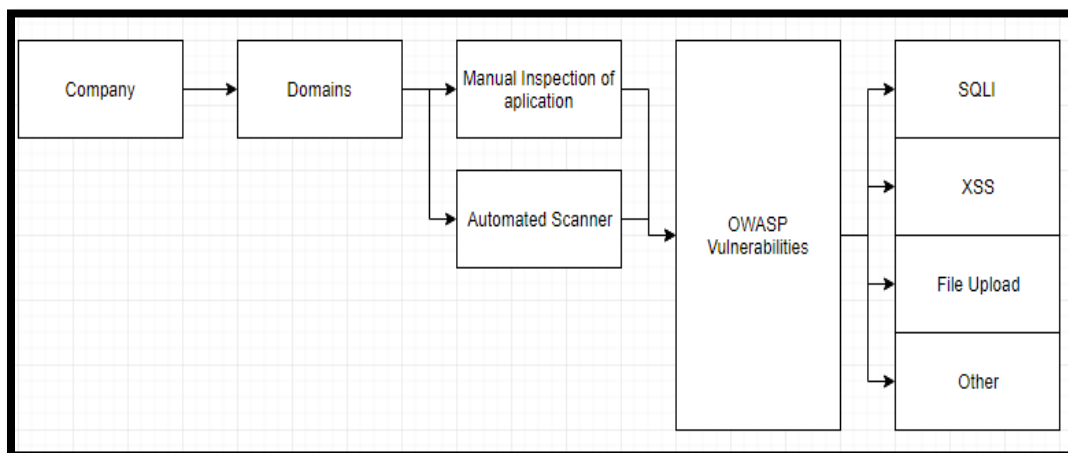 Company
Domains
Manual Inspection of
aplication
Automated Scanner
OWASP
Vulnerabilities
SQLI
XSS
File Upload
Other